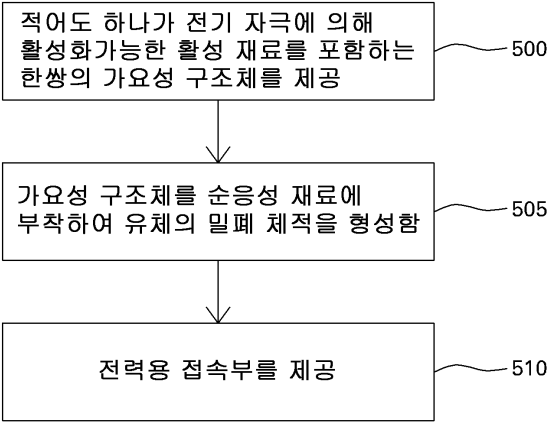 적어도 하나가 전기 자극에 의해
활성화가능한 활성 재료를 포함하는
한쌍의 가요성 구조체를 제공
500
가요성 구조체를 순응성 재료에
부착하여 유체의 밀폐 체적을 형성함
505
전력용 접속부를 제공
510